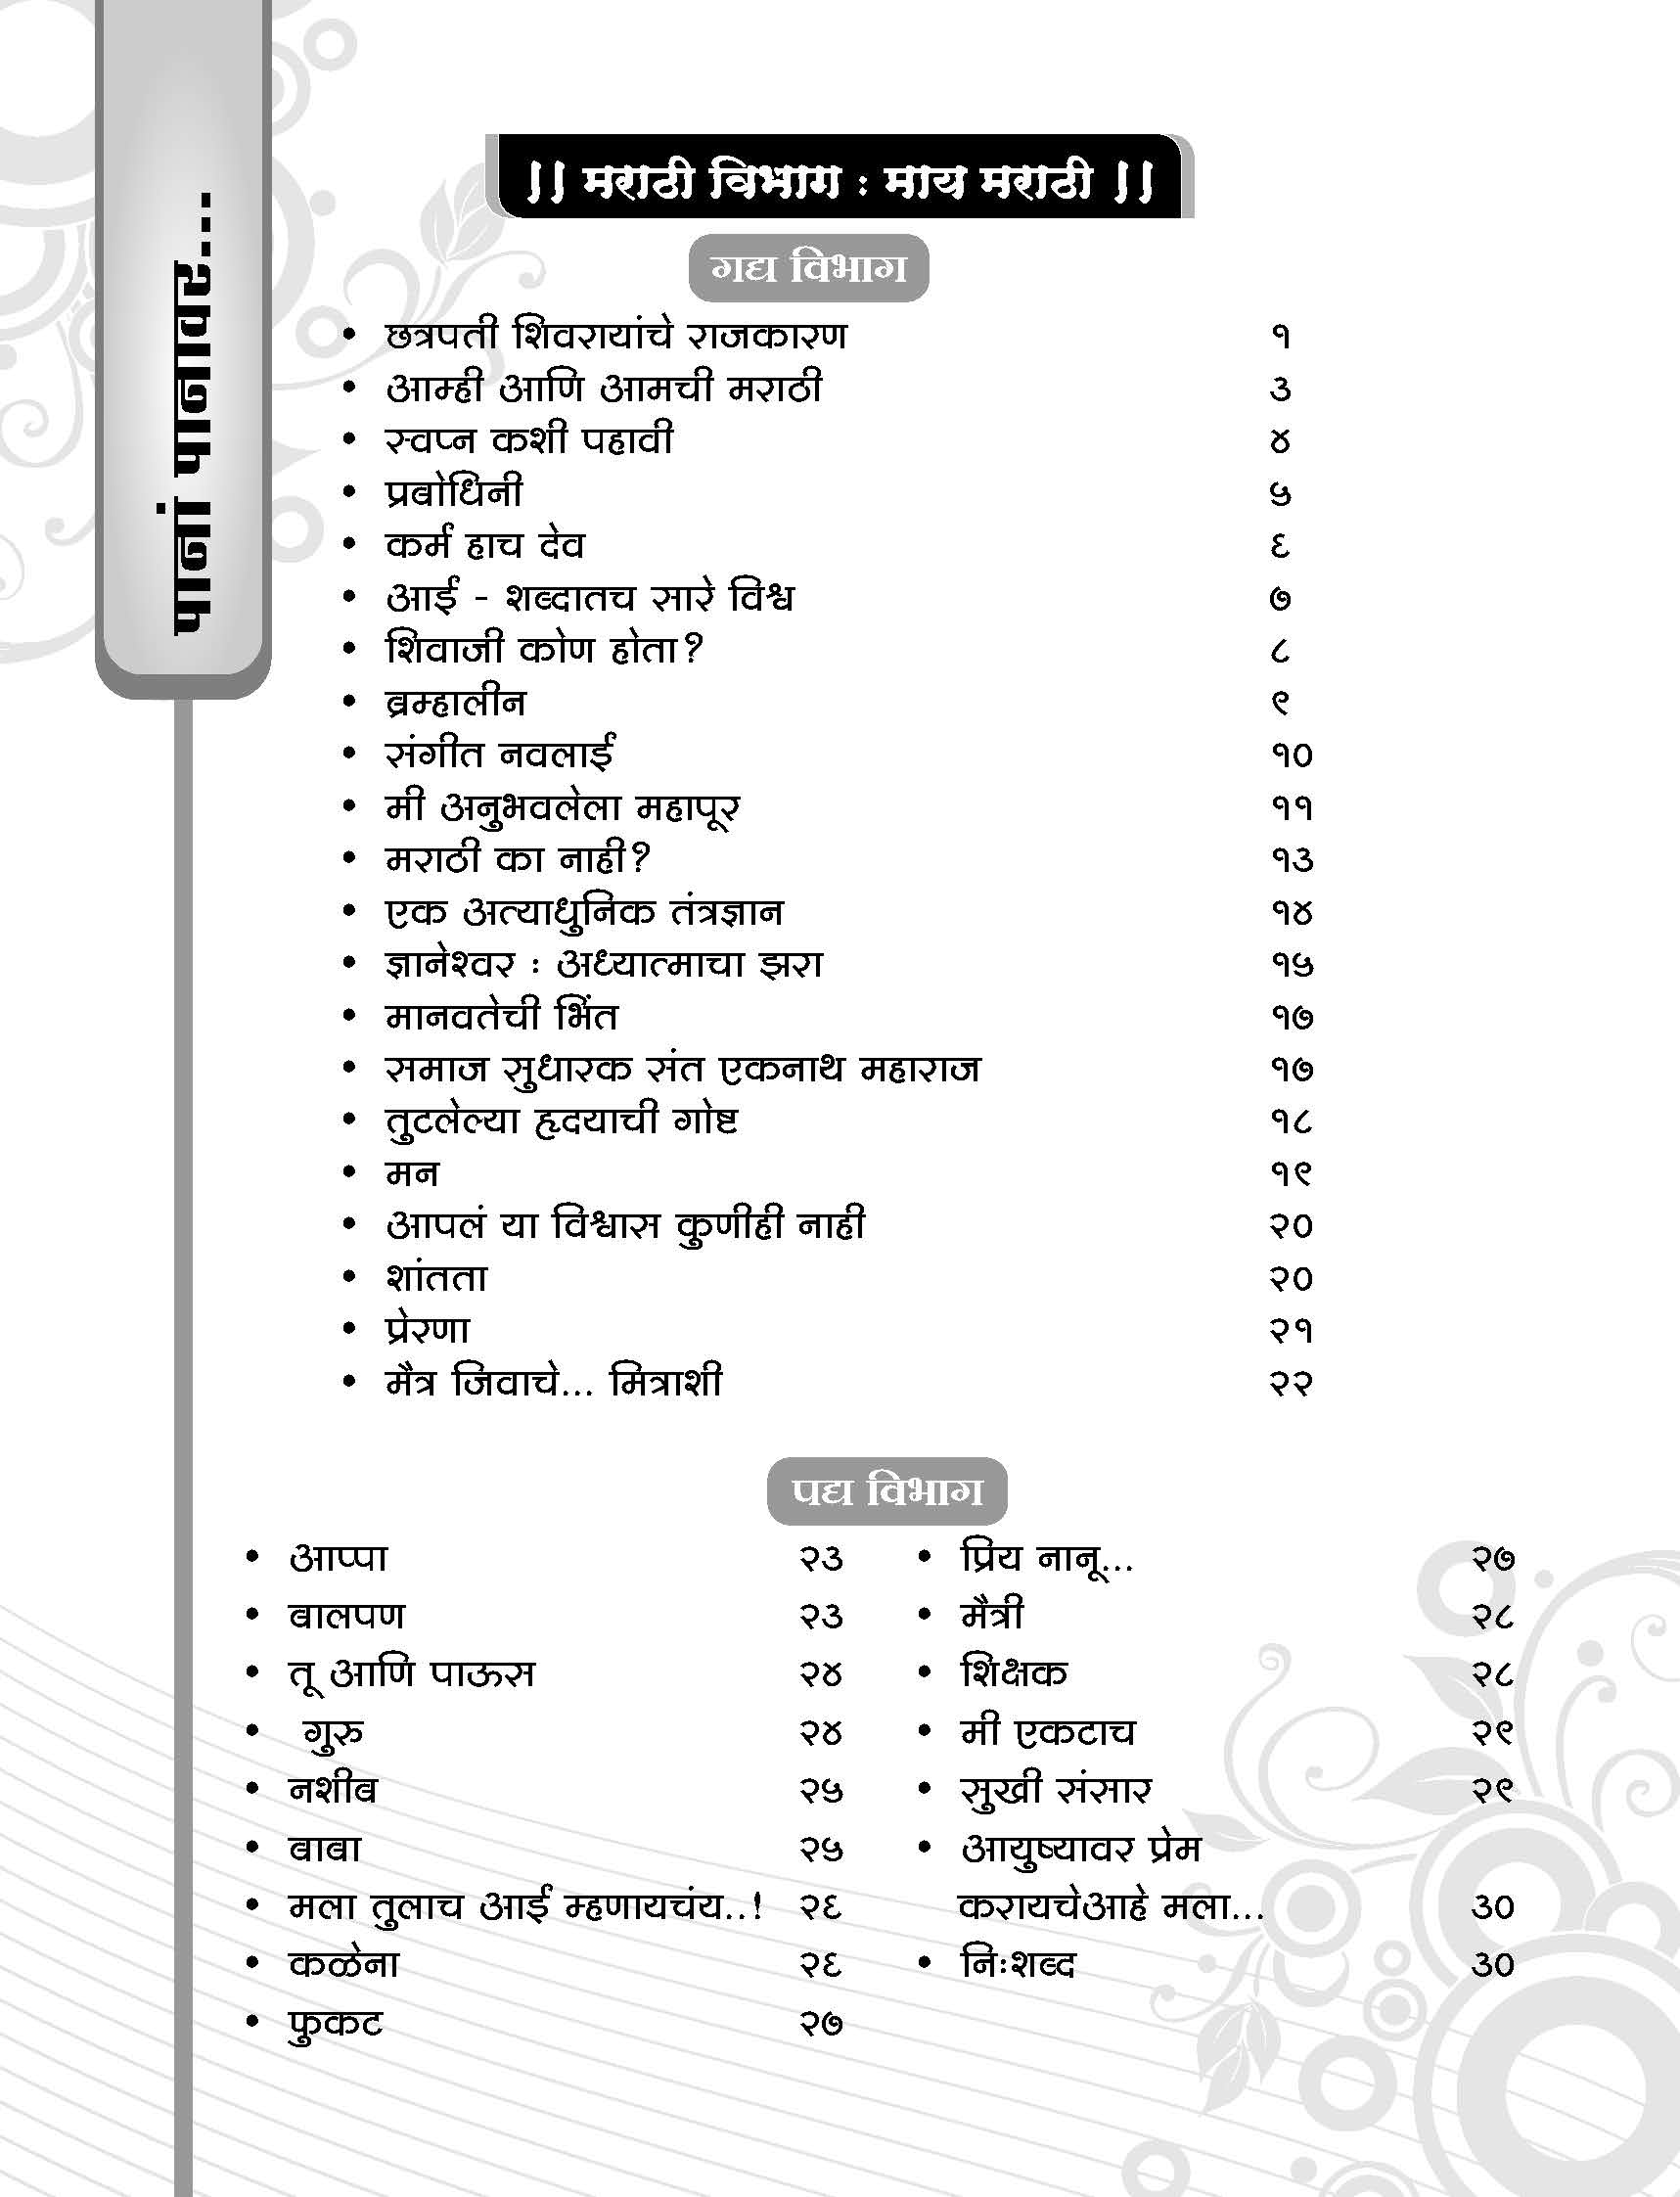 पानां पानावर...
|| मराठी विभाग : माय मराठी ||
गद्य विभाग
• छत्रपती शिवरायांचे राजकारण १
• आम्ही आणि आमची मराठी ३
• स्वप्न कशी पहावी ४
• प्रबोधिनी ५
• कर्म हाच देव ६
• आई - शब्दातच सारे विश्व ७
• शिवाजी कोण होता? ८
• ब्रम्हालीन ९
• संगीत नवलाई १०
• मी अनुभवलेला महापूर ११
• मराठी का नाही? १३
• एक अत्याधुनिक तंत्रज्ञान १४
• ज्ञानेश्वर : अध्यात्माचा झरा १५
• मानवतेची भिंत १७
• समाज सुधारक संत एकनाथ महाराज १७
• तुटलेल्या हृदयाची गोष्ट १८
• मन १९
• आपलं या विश्वास कुणीही नाही २०
• शांतता २०
• प्रेरणा २१
• मैत्र जिवाचे... मित्राशी २२
पद्य विभाग
• आप्पा २३
• बालपण २३
• तू आणि पाऊस २४
• गुरु २४
• नशीब २५
• बाबा २५
• मला तुलाच आई म्हणायचंय..! २६
• कळेना २६
• फुकट २७
• प्रिय नानू... २७
• मैत्री २८
• शिक्षक २८
• मी एकटाच २९
• सुखी संसार २९
• आयुष्यावर प्रेम
करायचेआहे मला... ३०
• निःशब्द ३०